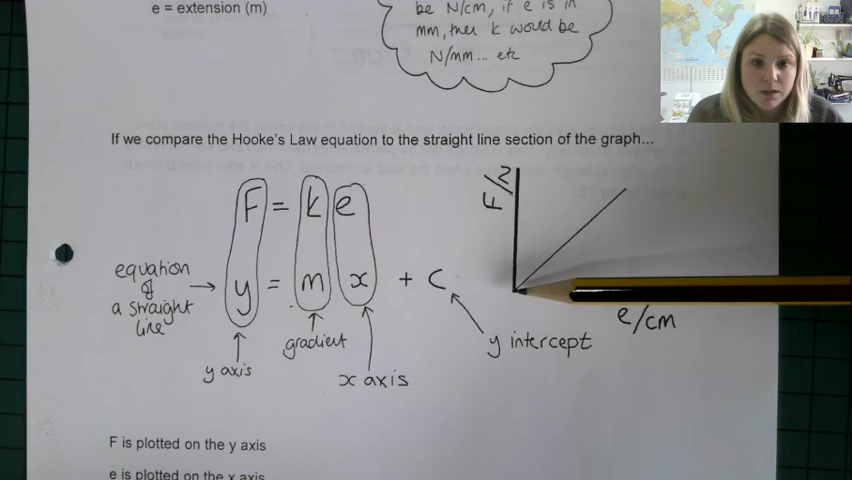 e = extension (m)
be N/cm, if e is in
mm, then k would be
N/mm... etc
If we compare the Hooke's Law equation to the straight line section of the graph...
F = k e
y = m x + c
equation
of
a straight
line
y axis
gradient
x axis
y intercept
F/N
e/cm
F is plotted on the y axis
e is plotted on the x axis